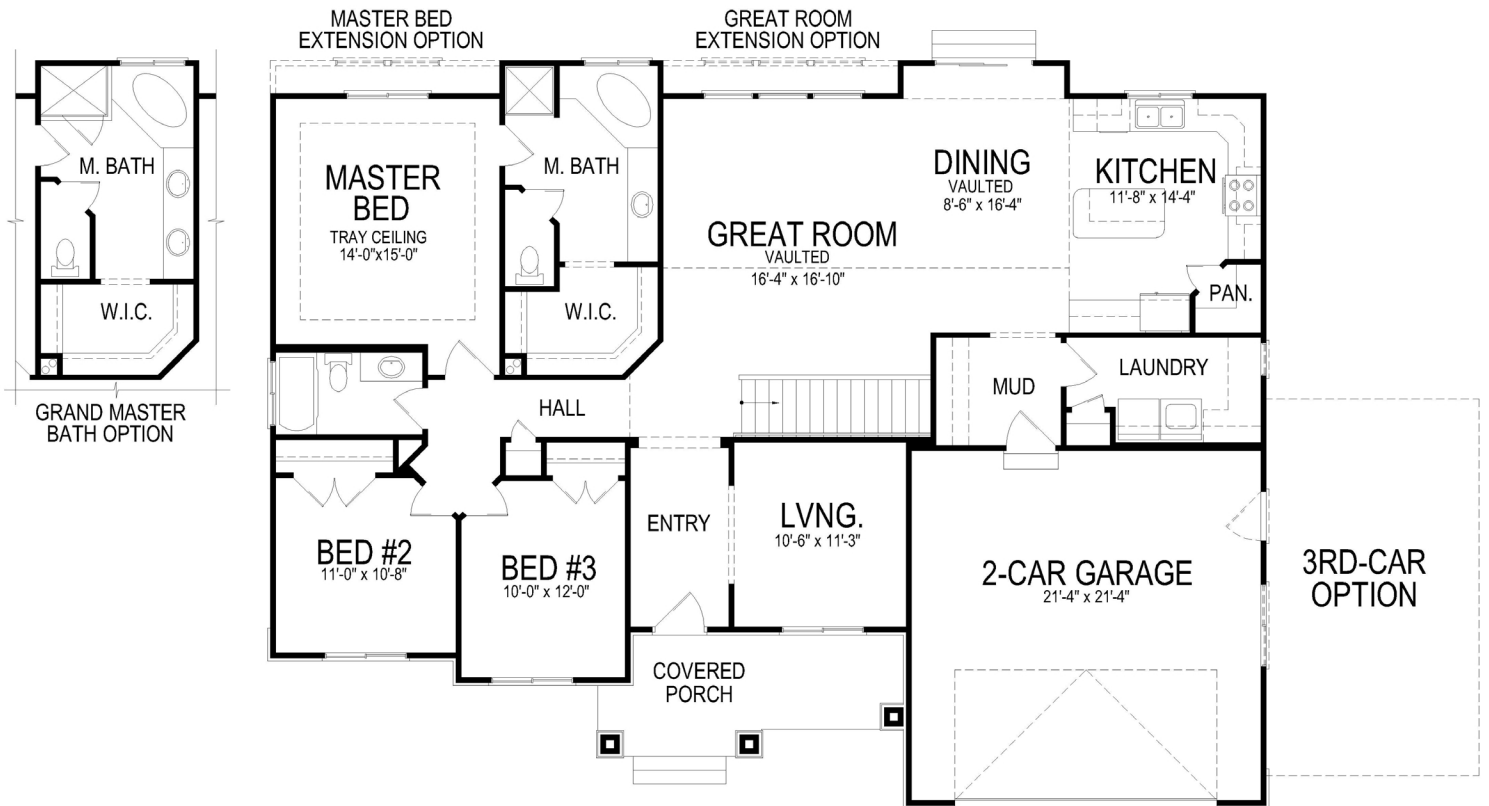 MASTER BED
EXTENSION OPTION
GREAT ROOM
EXTENSION OPTION
M. BATH
W.I.C.
GRAND MASTER
BATH OPTION
MASTER
BED
TRAY CEILING
14'-0"x15'-0"
M. BATH
W.I.C.
GREAT ROOM
VAULTED
16'-4" x 16'-10"
DINING
VAULTED
8'-6" x 16'-4"
KITCHEN
11'-8" x 14'-4"
PAN.
MUD
LAUNDRY
HALL
BED #2
11'-0" x 10'-8"
BED #3
10'-0" x 12'-0"
ENTRY
LVNG.
10'-6" x 11'-3"
2-CAR GARAGE
21'-4" x 21'-4"
3RD-CAR
OPTION
COVERED
PORCH